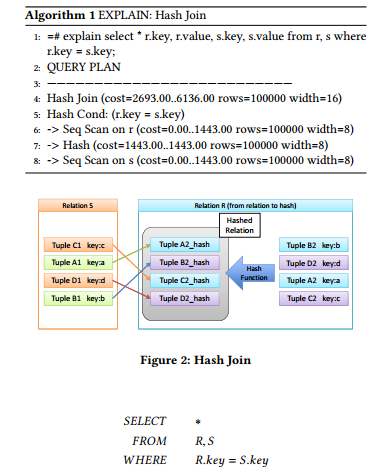 Algorithm 1 EXPLAIN: Hash Join
1: =# explain select * r.key, r.value, s.key, s.value from r, s where
r.key = s.key;
2: QUERY PLAN
3: ——————————————————————————
4: Hash Join (cost=2693.00..6136.00 rows=100000 width=16)
5: Hash Cond: (r.key = s.key)
6: -> Seq Scan on r (cost=0.00..1443.00 rows=100000 width=8)
7: -> Hash (cost=1443.00..1443.00 rows=100000 width=8)
8: -> Seq Scan on s (cost=0.00..1443.00 rows=100000 width=8)
Relation S
Tuple C1 key:c
Tuple A1 key:a
Tuple D1 key:d
Tuple B1 key:b
Relation R (from relation to hash)
Hashed
Relation
Tuple A2_hash
Tuple B2_hash
Tuple C2_hash
Tuple D2_hash
Hash
Function
Tuple B2 key:b
Tuple D2 key:d
Tuple A2 key:a
Tuple C2 key:c
Figure 2: Hash Join
SELECT *
FROM R, S
WHERE R.key = S.key